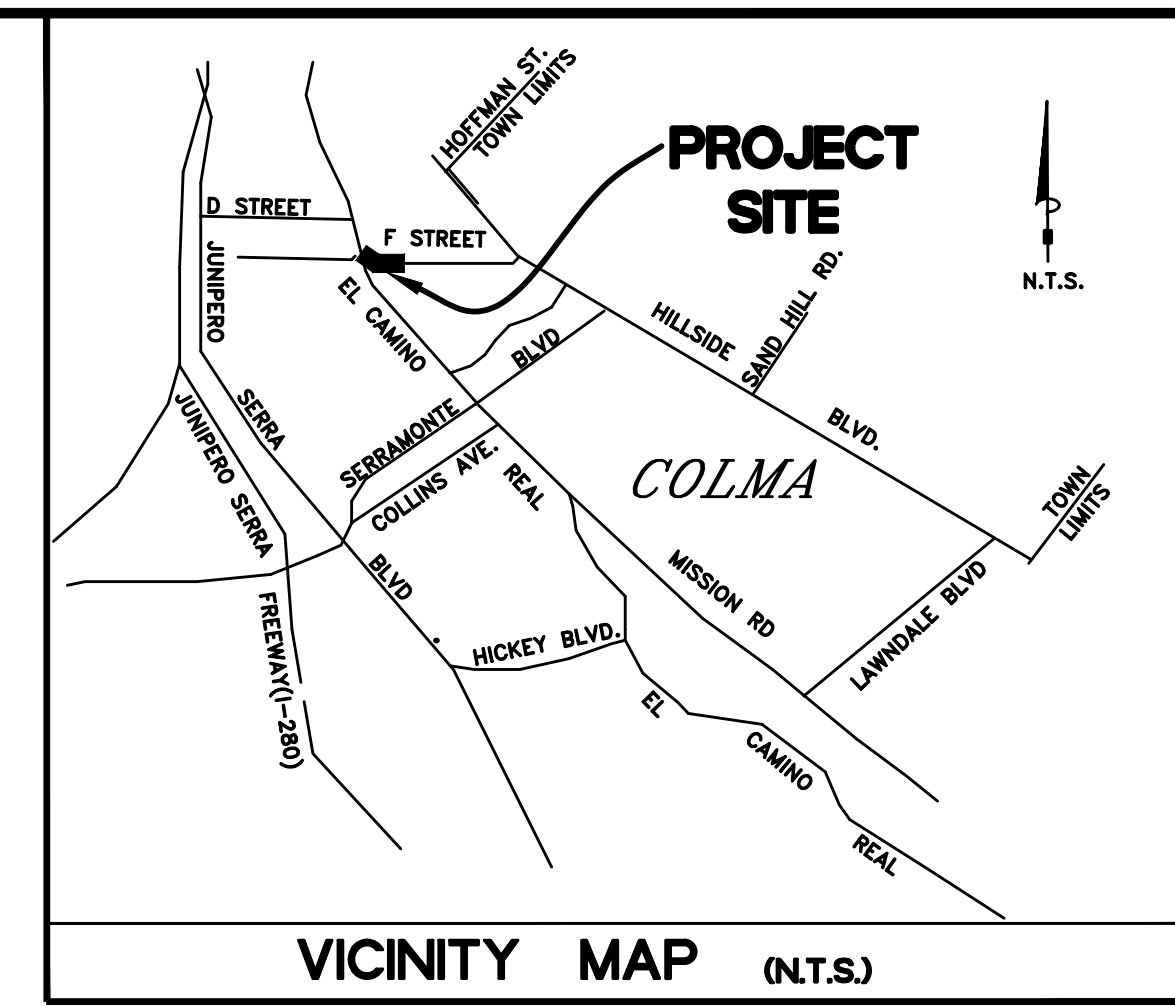 HOFFMAN ST.
TOWN LIMITS
PROJECT
SITE
N.T.S.
D STREET
F STREET
JUNIPERO
SERRA
BLVD
EL CAMINO
REAL
HILLSIDE
BLVD.
SAND HILL RD.
SERRAMONTE
BLVD
COLLINS AVE.
JUNIPERO SERRA
FREEWAY(I-280)
COLMA
TOWN
LIMITS
MISSION RD
LAWNDALE BLVD
HICKEY BLVD.
EL
CAMINO
REAL
VICINITY MAP (N.T.S.)